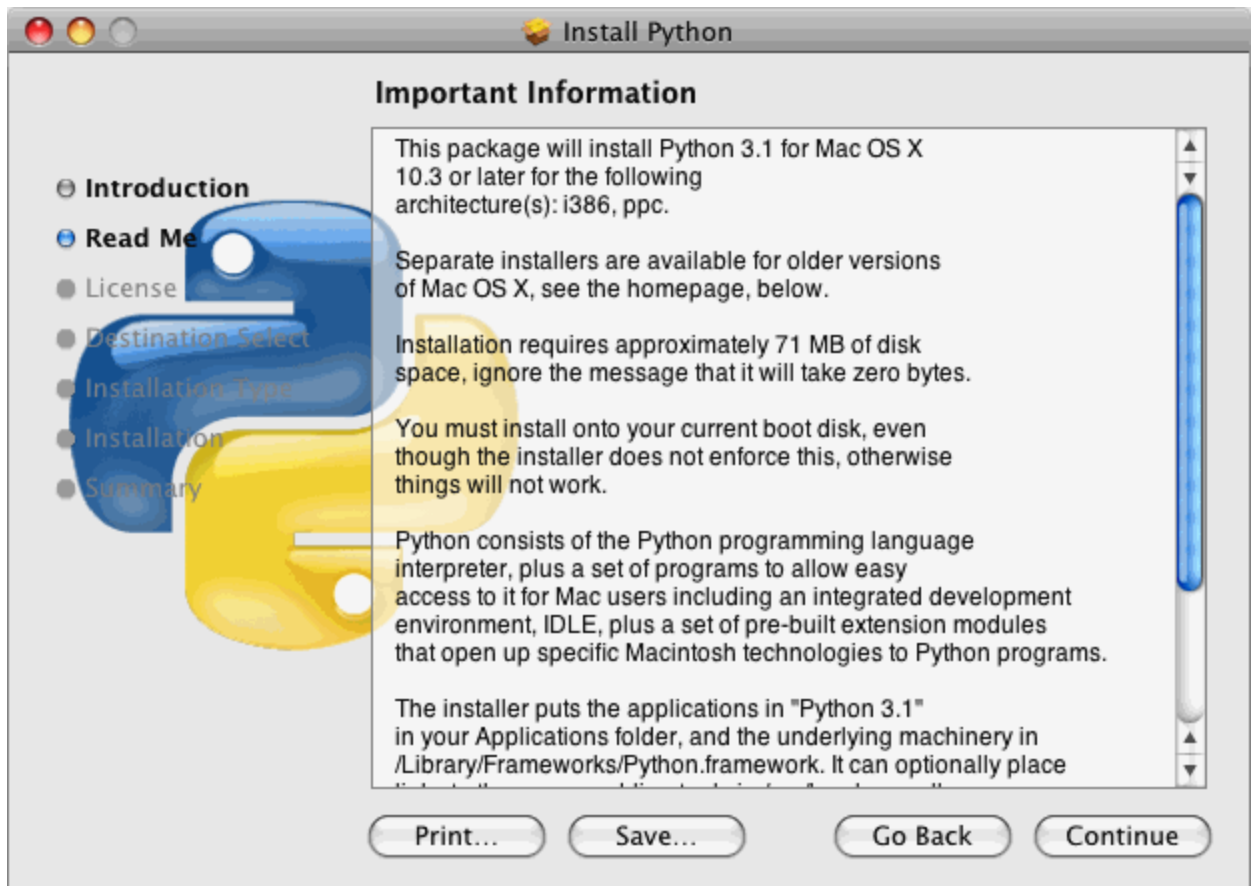 Install Python
Important Information
Introduction
Read Me
License
Destination Select
Installation Type
Installation
Summary
This package will install Python 3.1 for Mac OS X
10.3 or later for the following
architecture(s): i386, ppc.
Separate installers are available for older versions
of Mac OS X, see the homepage, below.
Installation requires approximately 71 MB of disk
space, ignore the message that it will take zero bytes.
You must install onto your current boot disk, even
though the installer does not enforce this, otherwise
things will not work.
Python consists of the Python programming language
interpreter, plus a set of programs to allow easy
access to it for Mac users including an integrated development
environment, IDLE, plus a set of pre-built extension modules
that open up specific Macintosh technologies to Python programs.
The installer puts the applications in "Python 3.1"
in your Applications folder, and the underlying machinery in
/Library/Frameworks/Python.framework. It can optionally place
Print...
Save...
Go Back
Continue